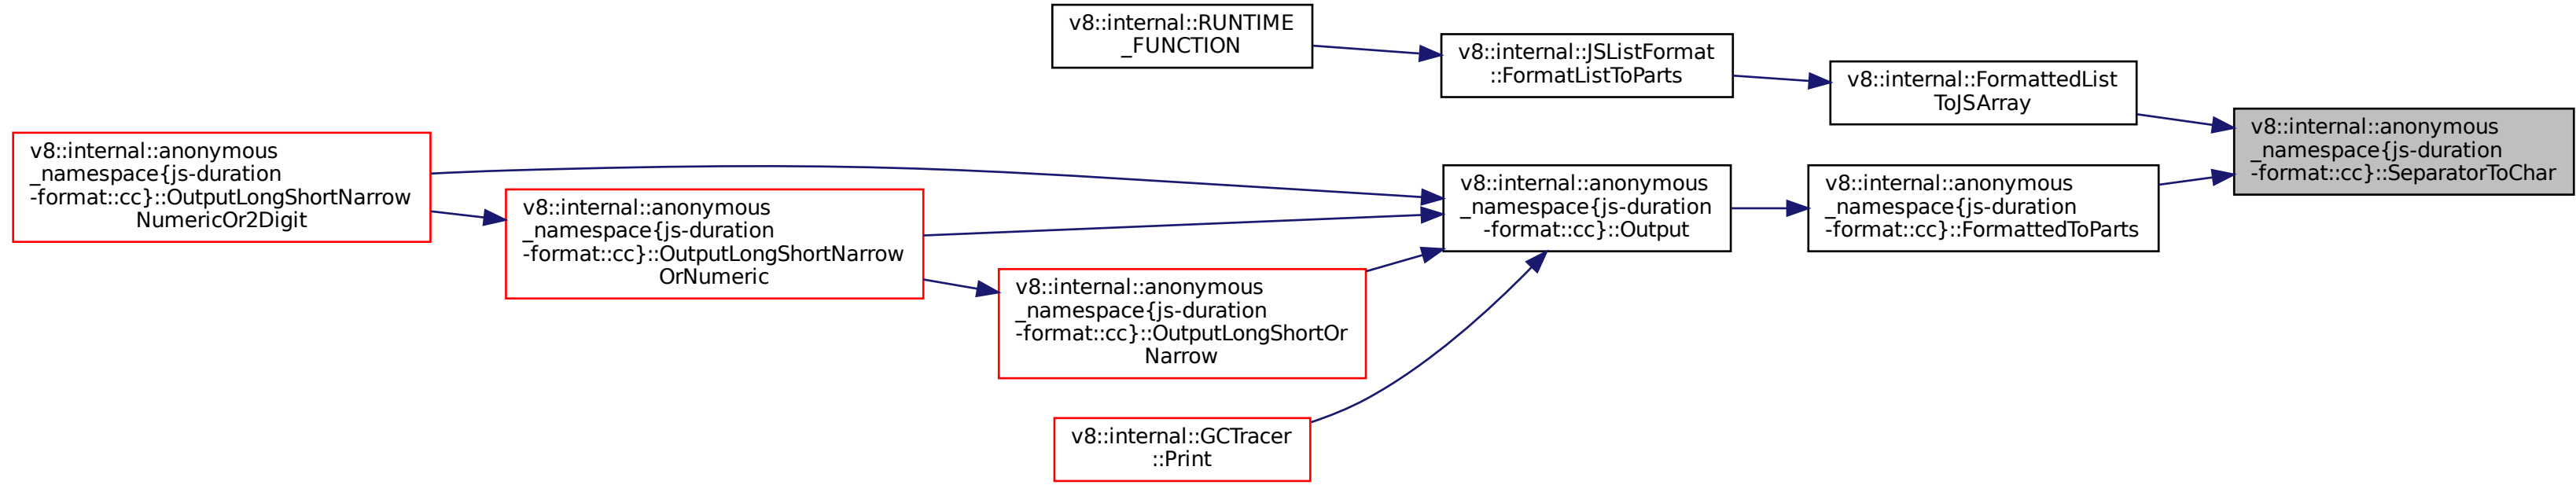 v8::internal::RUNTIME
_FUNCTION
v8::internal::JSListFormat
::FormatListToParts
v8::internal::FormattedList
ToJSArray
v8::internal::anonymous
_namespace{js-duration
-format::cc}::SeparatorToChar
v8::internal::anonymous
_namespace{js-duration
-format::cc}::OutputLongShortNarrow
NumericOr2Digit
v8::internal::anonymous
_namespace{js-duration
-format::cc}::OutputLongShortNarrow
OrNumeric
v8::internal::anonymous
_namespace{js-duration
-format::cc}::Output
v8::internal::anonymous
_namespace{js-duration
-format::cc}::FormattedToParts
v8::internal::anonymous
_namespace{js-duration
-format::cc}::OutputLongShortOr
Narrow
v8::internal::GCTracer
::Print